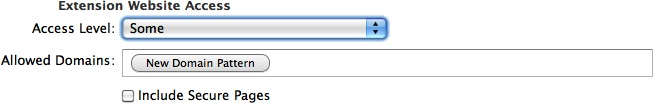 Extension Website Access
Access Level: Some
Allowed Domains: New Domain Pattern
Include Secure Pages